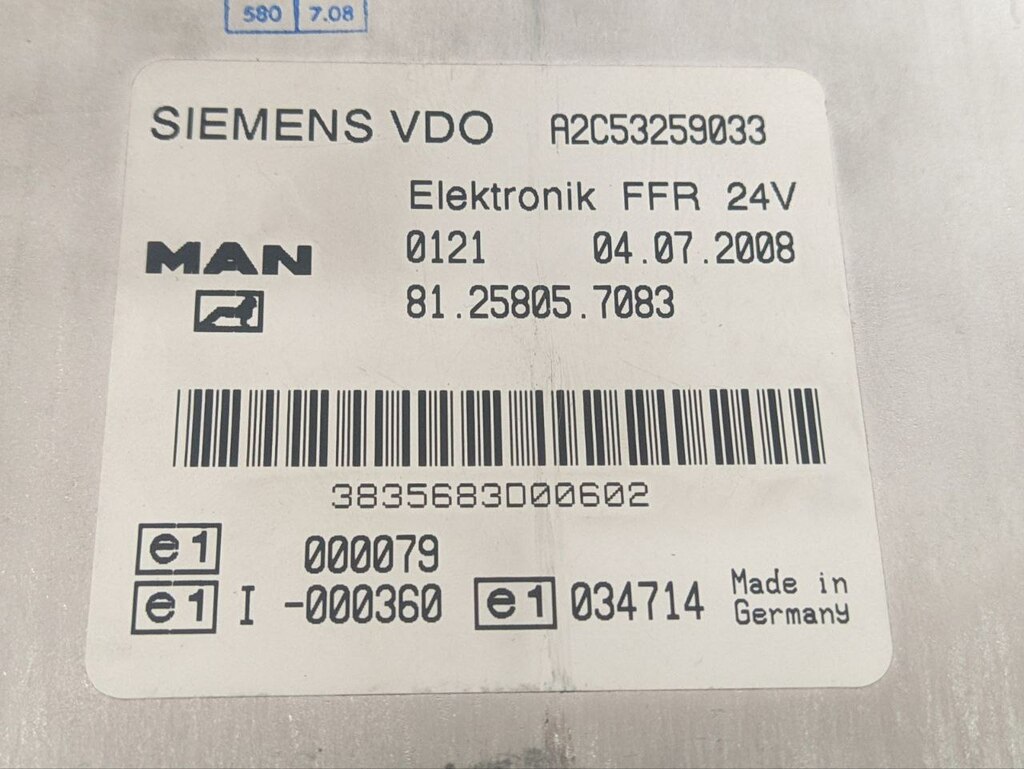 580 7.08
SIEMENS VDO A2C53259033
Elektronik FFR 24V
MAN 0121 04.07.2008
81.25805.7083
3835683D00602
e1 000079
e1 I -000360 e1 034714 Made in
Germany